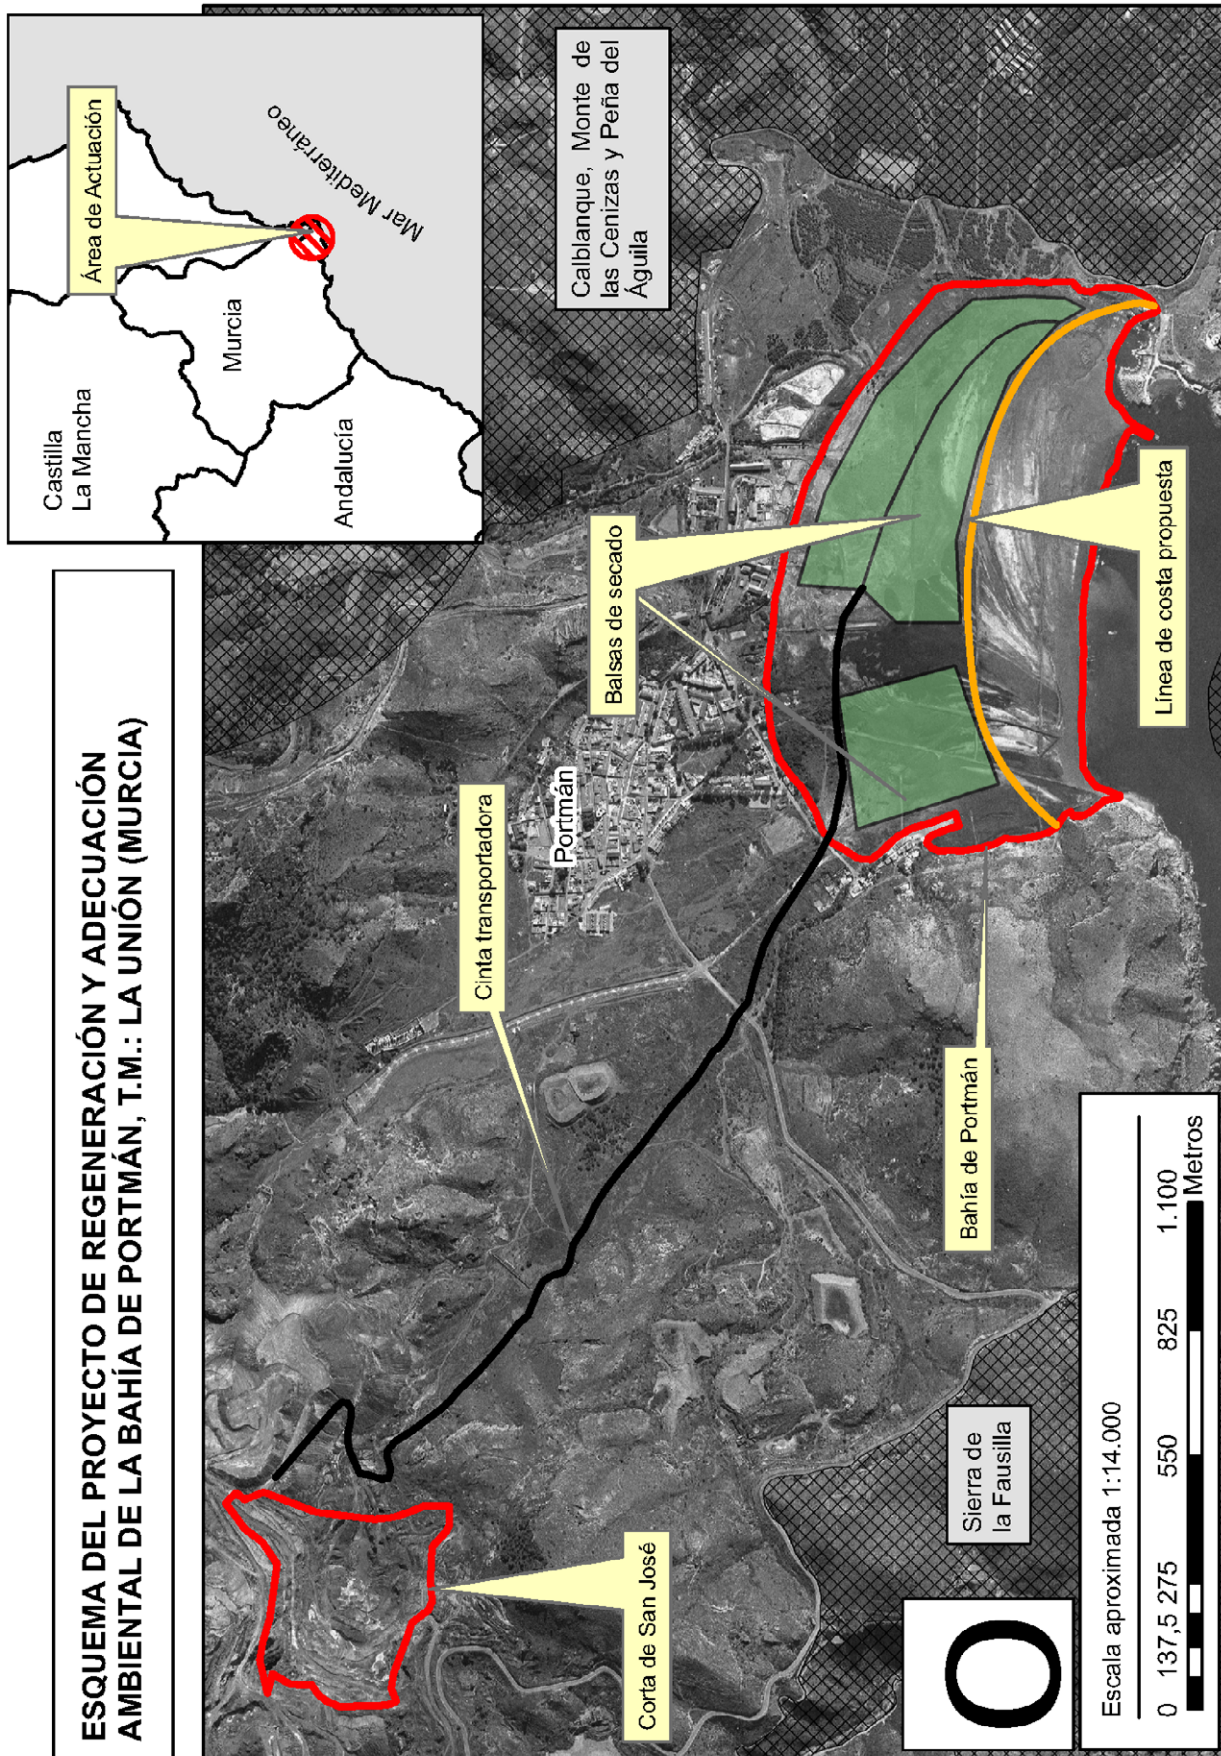 ESQUEMA DEL PROYECTO DE REGENERACIÓN Y ADECUACIÓN
AMBIENTAL DE LA BAHÍA DE PORTMÁN, T.M.: LA UNIÓN (MURCIA)
Castilla
La Mancha
Murcia
Andalucía
Área de Actuación
Mar Mediterráneo
Calblanque, Monte de
las Cenizas y Peña del
Águila
Cinta transportadora
Portmán
Balsas de secado
Corta de San José
Bahía de Portmán
Línea de costa propuesta
Sierra de
la Fausilla
O
Escala aproximada 1:14.000
0 137,5 275 550 825 1.100
Metros